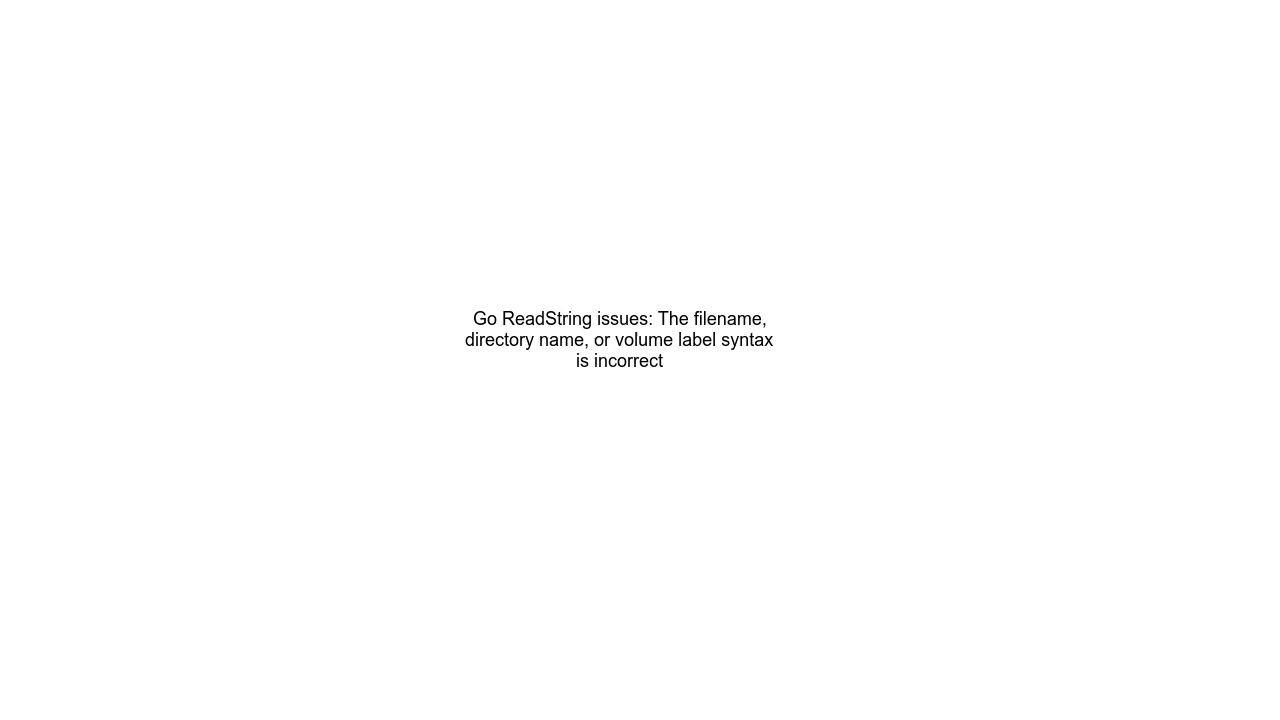 Go ReadString issues: The filename,
directory name, or volume label syntax
is incorrect